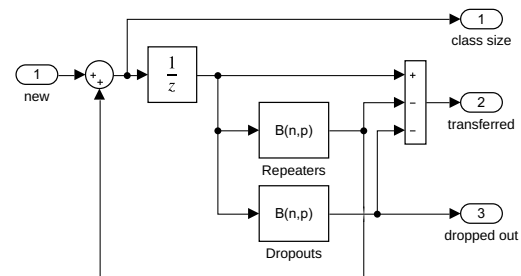 1
class size
1
new
+
+
1
z
+
−
−
2
transferred
B(n,p)
Repeaters
B(n,p)
Dropouts
3
dropped out